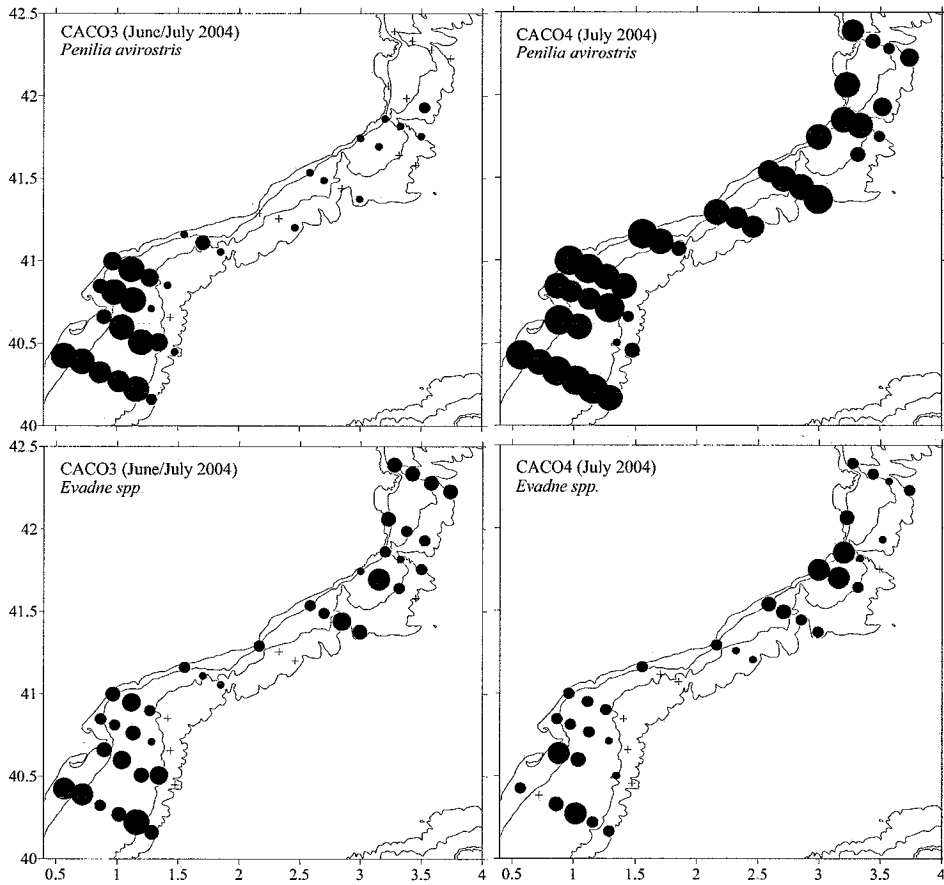 42.5
CACO3 (June/July 2004)
Penilia avirostris
CACO4 (July 2004)
Penilia avirostris
42
41.5
41
40.5
40
42.5
CACO3 (June/July 2004)
Evadne spp
CACO4 (July 2004)
Evadne spp.
42
41.5
41
40.5
40
0.5 1 1.5 2 2.5 3 3.5 4
0.5 1 1.5 2 2.5 3 3.5 4